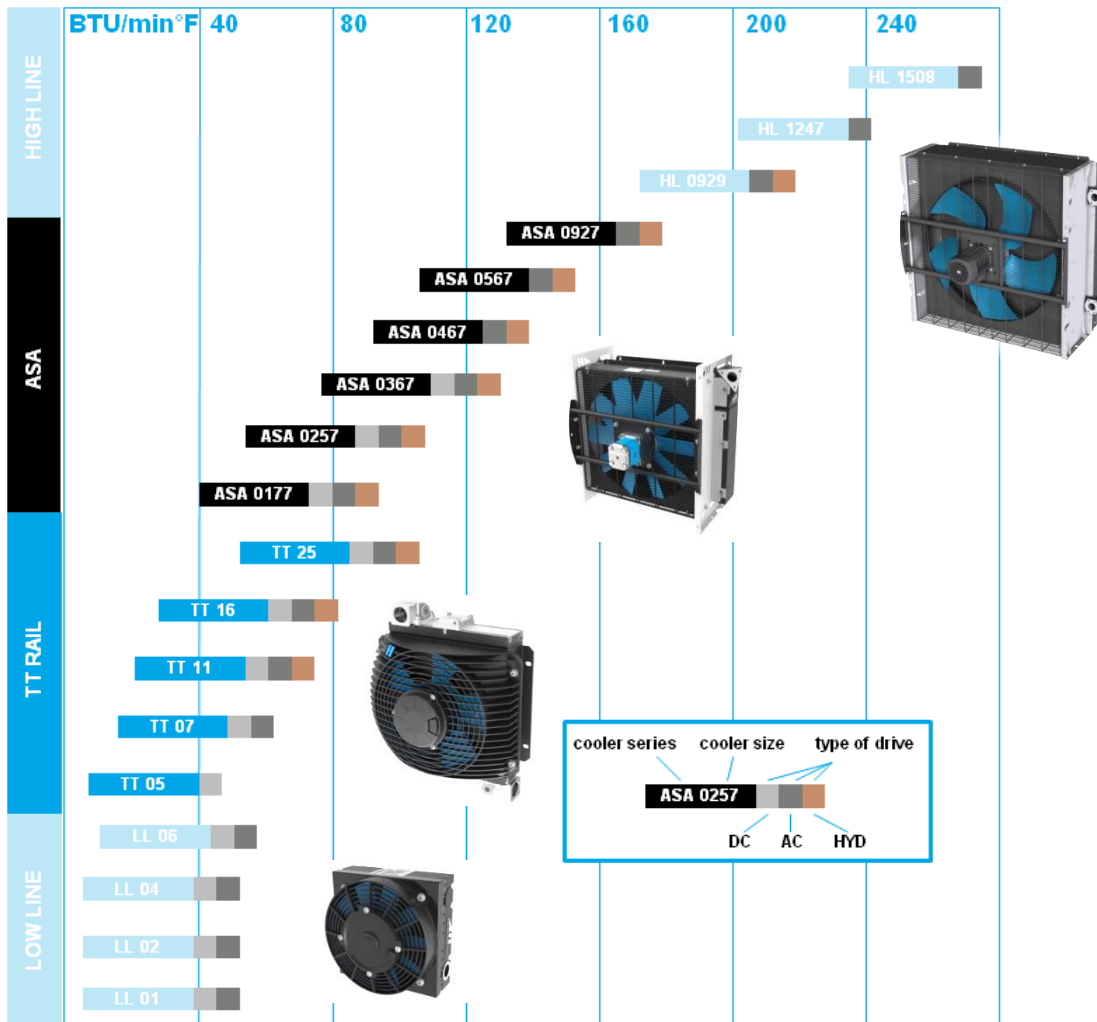 BTU/min°F 40 80 120 160 200 240
HIGH LINE
HL 1508
HL 1247
HL 0929
ASA
ASA 0927
ASA 0567
ASA 0467
ASA 0367
ASA 0257
ASA 0177
TT RAIL
TT 25
TT 16
TT 11
TT 07
TT 05
LOW LINE
LL 06
LL 04
LL 02
LL 01
cooler series cooler size type of drive
ASA 0257
DC AC HYD